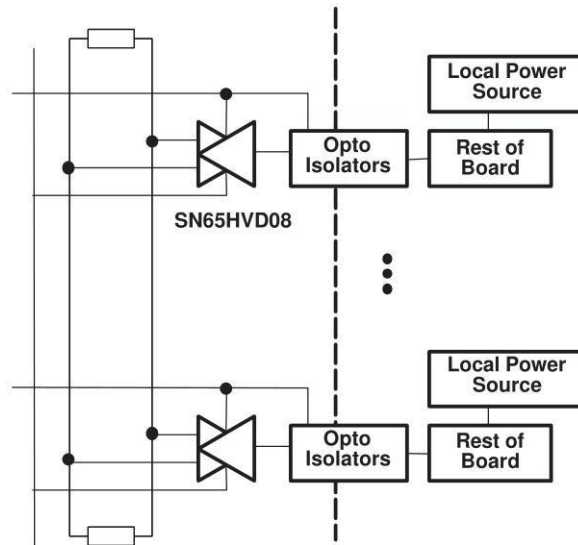 Local Power
Source
Opto
Isolators
Rest of
Board
SN65HVD08
Local Power
Source
Opto
Isolators
Rest of
Board